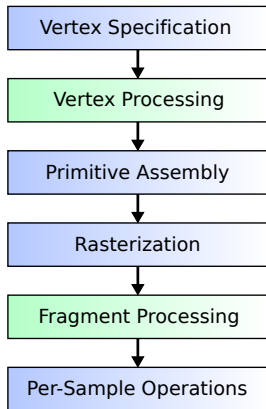 Vertex Specification
Vertex Processing
Primitive Assembly
Rasterization
Fragment Processing
Per-Sample Operations